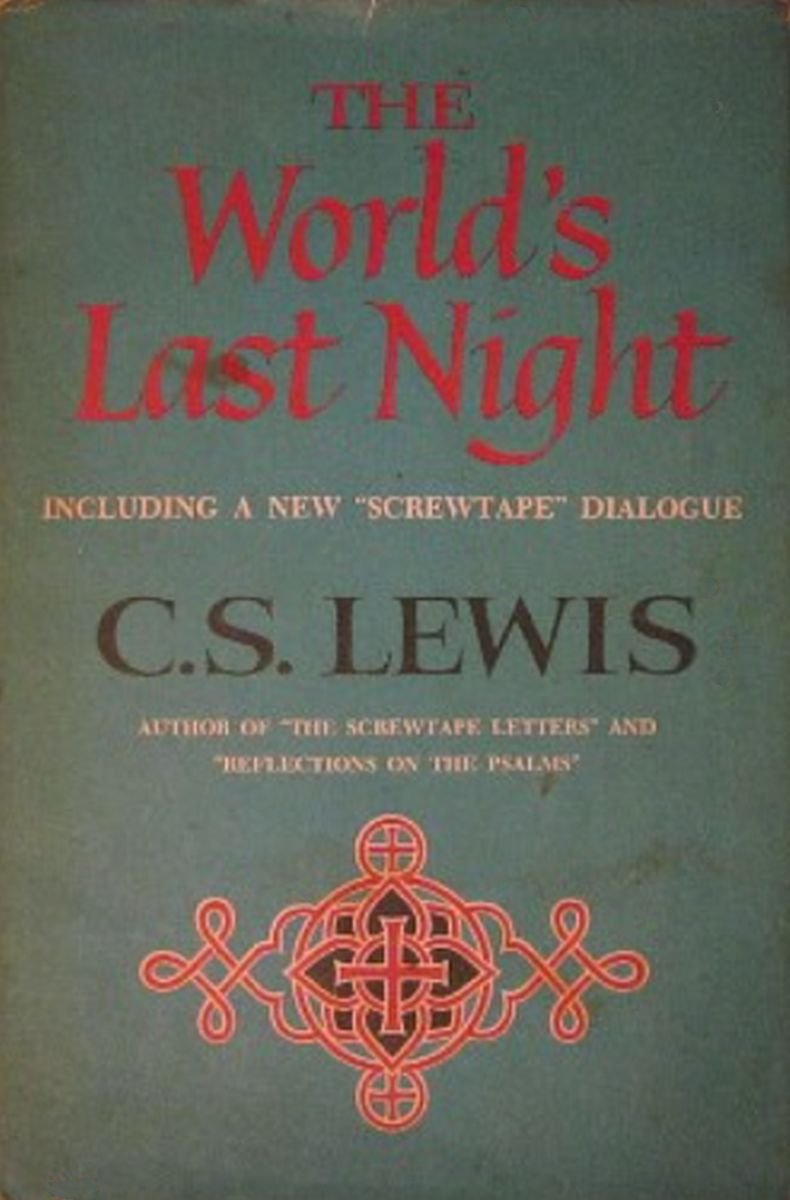 THE
World's
Last Night
INCLUDING A NEW "SCREWTAPE" DIALOGUE
C.S. LEWIS
AUTHOR OF "THE SCREWTAPE LETTERS" AND
"REFLECTIONS ON THE PSALMS"